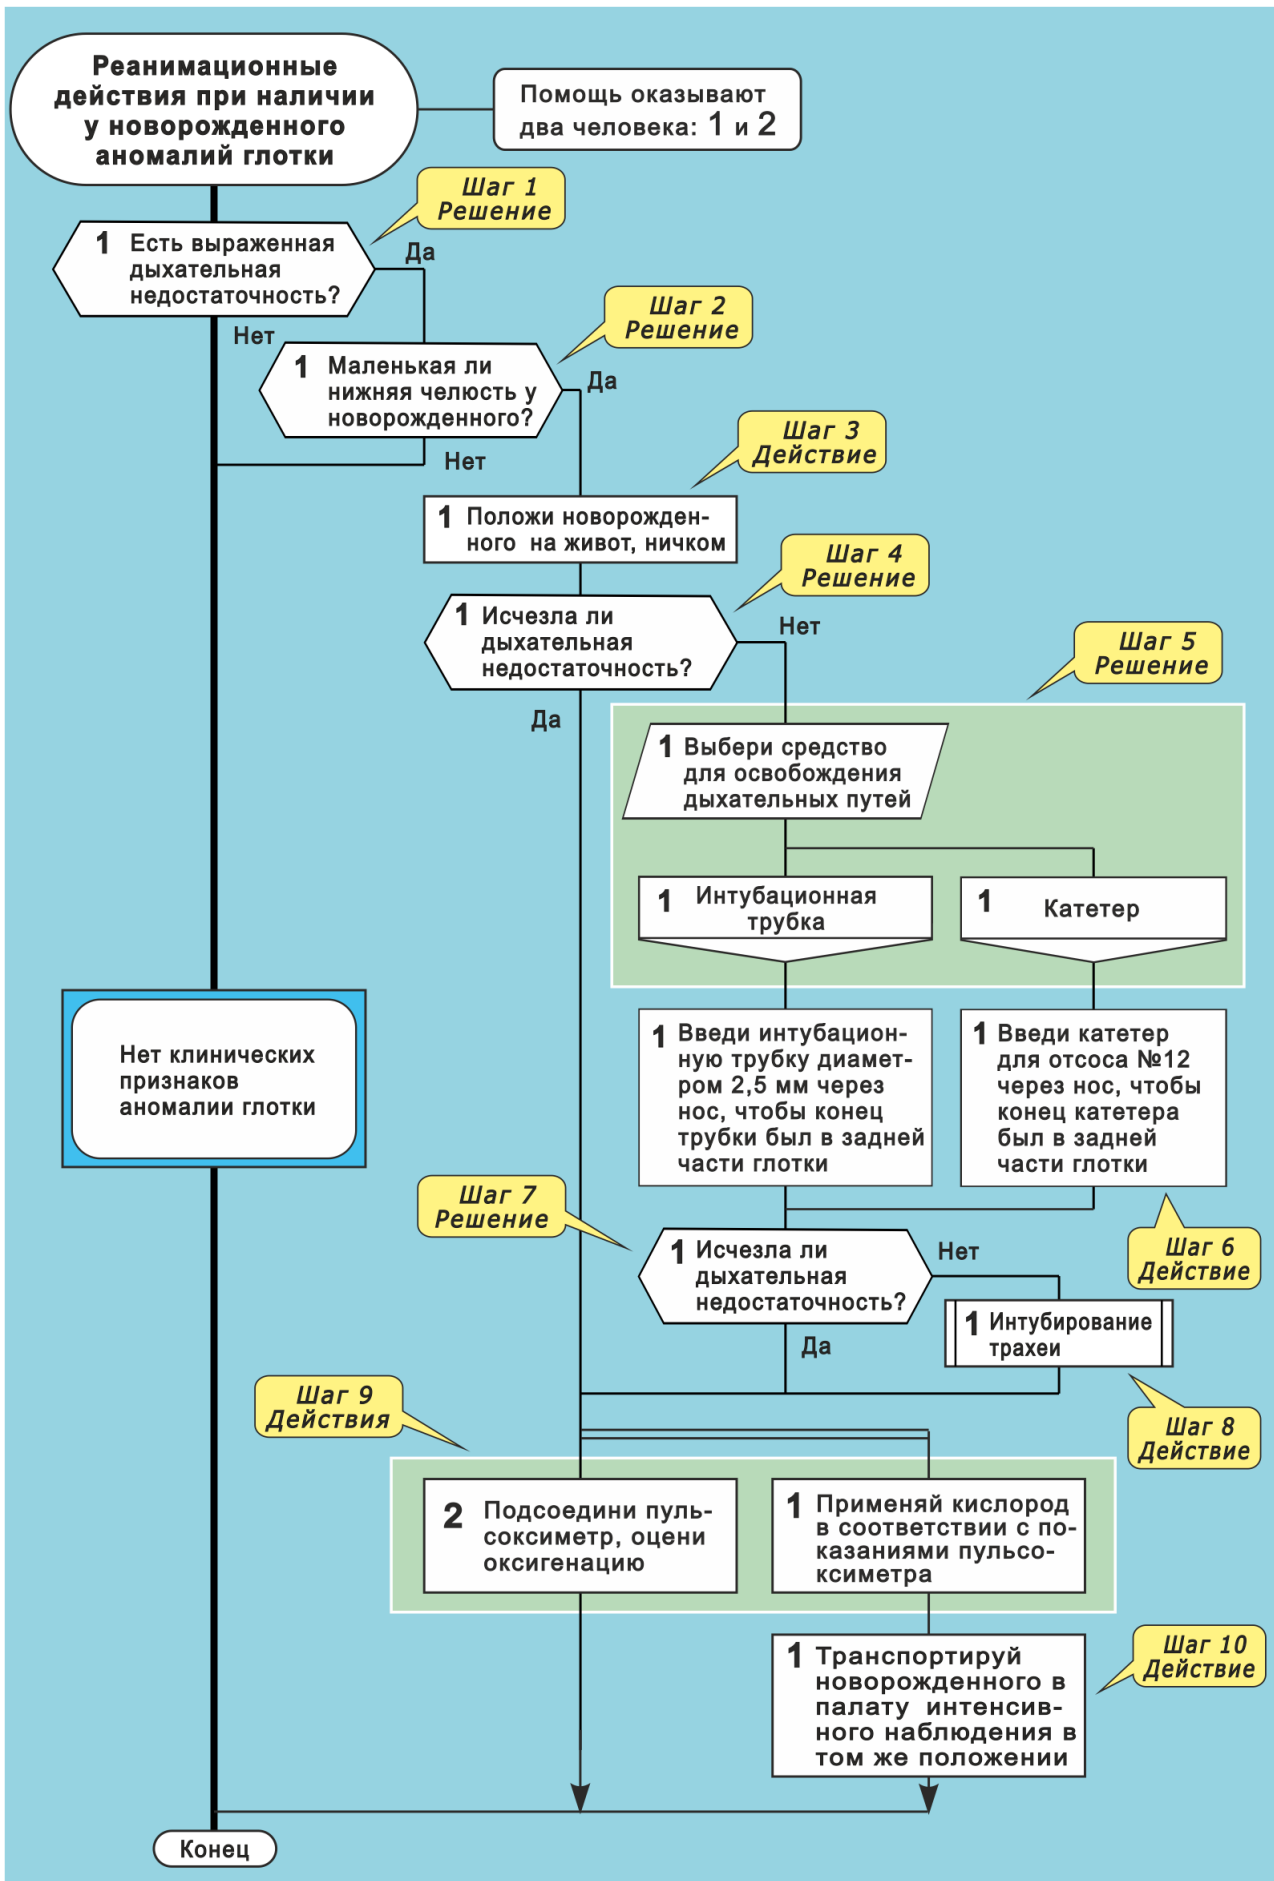 Реанимационные
действия при наличии
у новорожденного
аномалий глотки
Помощь оказывают
два человека: 1 и 2
Шаг 1
Решение
1 Есть выраженная
дыхательная
недостаточность?
Да
Нет
Шаг 2
Решение
1 Маленькая ли
нижняя челюсть у
новорожденного?
Да
Нет
Шаг 3
Действие
1 Положи новорожден-
ного на живот, ничком
Шаг 4
Решение
1 Исчезла ли
дыхательная
недостаточность?
Нет
Да
Шаг 5
Решение
1 Выбери средство
для освобождения
дыхательных путей
1 Интубационная
трубка
1 Катетер
Нет клинических
признаков
аномалии глотки
1 Введи интубацион-
ную трубку диамет-
ром 2,5 мм через
нос, чтобы конец
трубки был в задней
части глотки
1 Введи катетер
для отсоса №12
через нос, чтобы
конец катетера
был в задней
части глотки
Шаг 6
Действие
Шаг 7
Решение
1 Исчезла ли
дыхательная
недостаточность?
Нет
Да
1 Интубирование
трахеи
Шаг 8
Действие
Шаг 9
Действия
2 Подсоедини пуль-
соксиметр, оцени
оксигенацию
1 Применяй кислород
в соответствии с по-
казаниями пульсо-
ксиметра
Шаг 10
Действие
1 Транспортируй
новорожденного в
палату интенсив-
ного наблюдения в
том же положении
Конец